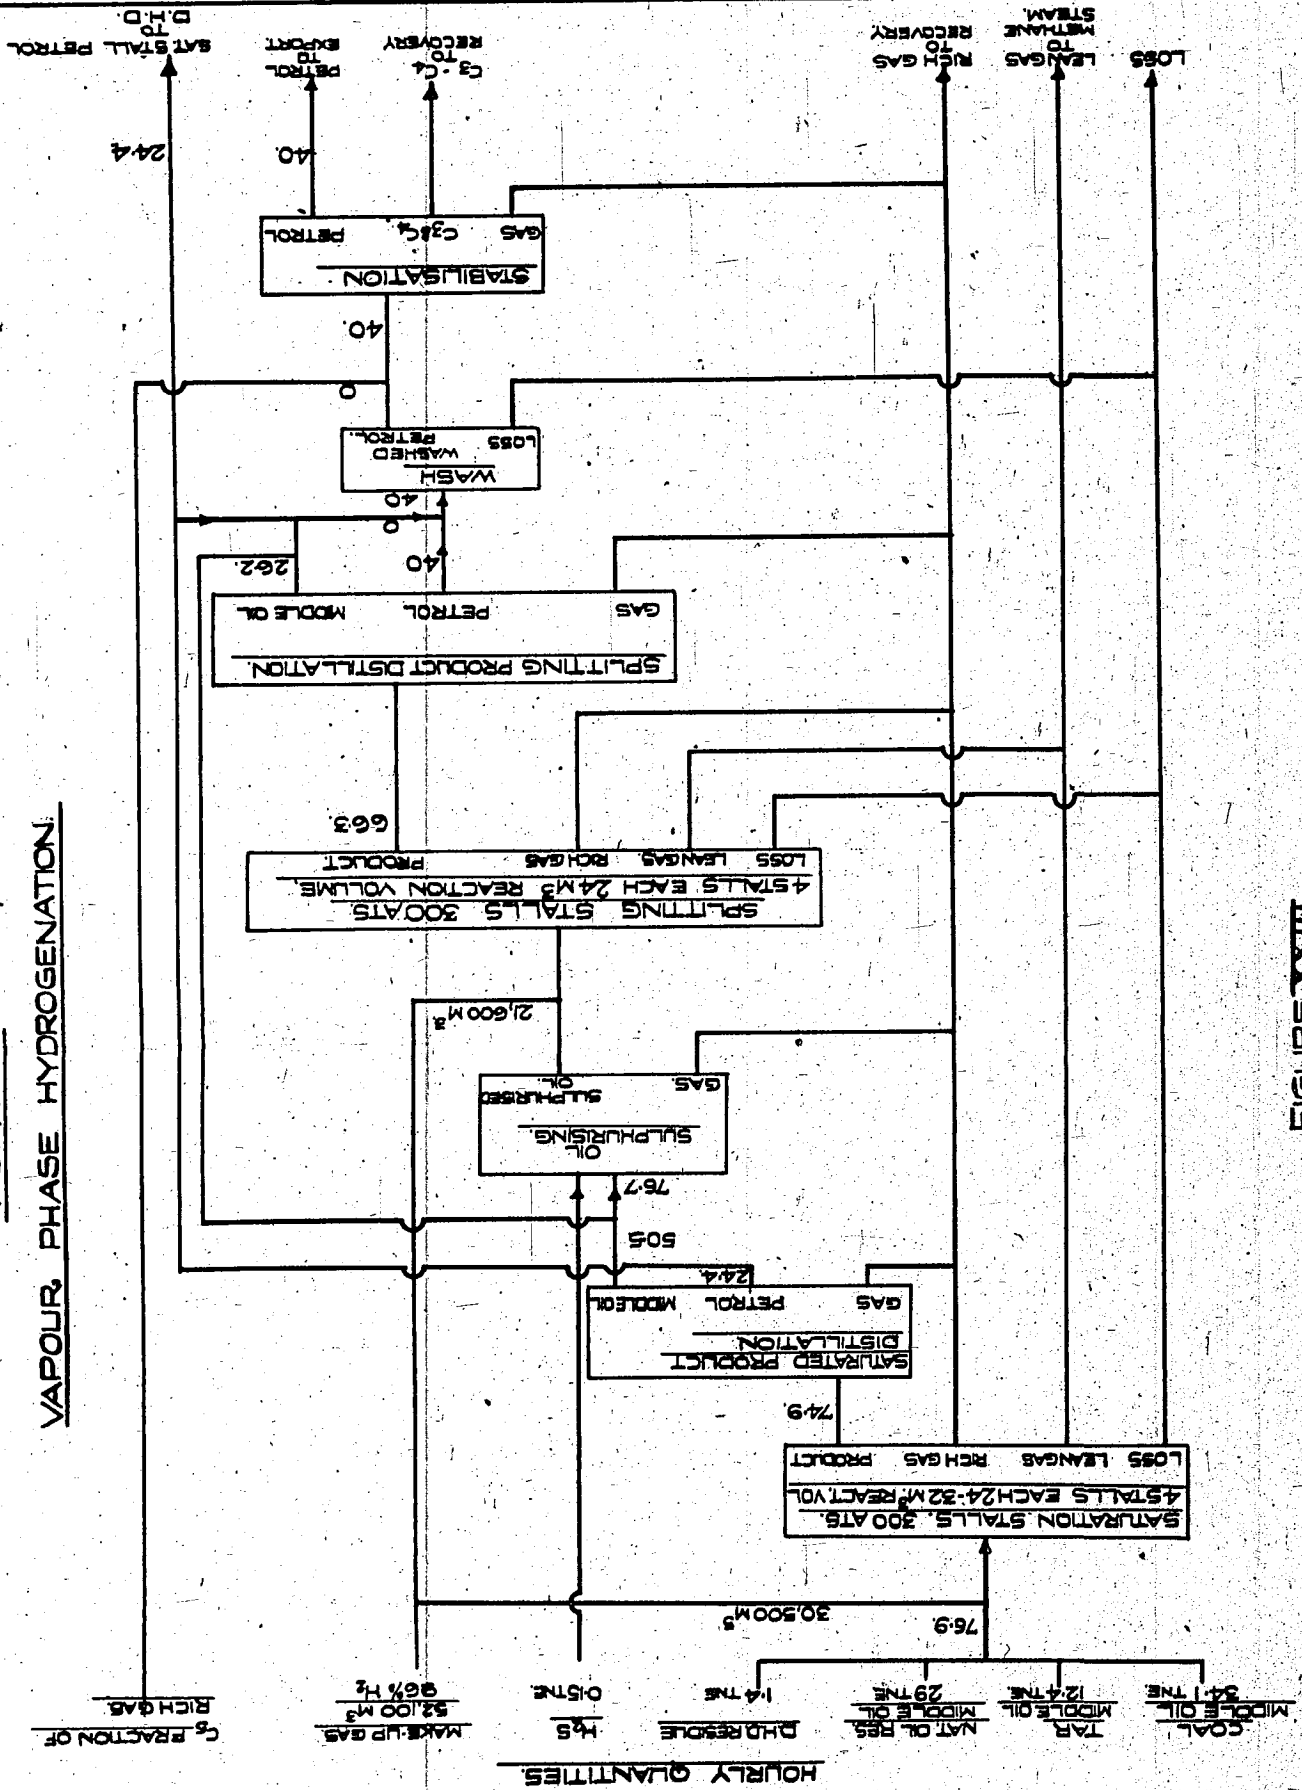 VAPOUR, PHASE HYDROGENATION.
HOURLY QUANTITIES.
COAL
MIDDLE OIL
34·1 TNE
TAR
MIDDLE OIL
12·4 TNE.
NAT. OIL RES.
MIDDLE OIL
29 TNE
D.H.D. RESIDUE
1·4 TNE
H2S
0·15 TNE.
MAKE-UP GAS
52,100 M3
96% H2
C5 FRACTION OF
RICH GAS.
76·9.
30,500 M3
SATURATION STALLS. 300 ATS.
4 STALLS EACH 24-32 M3. REACT. VOL
LOSS LEAN GAS RICH GAS PRODUCT
74·9.
SATURATED PRODUCT
DISTILLATION
GAS PETROL MIDDLE OIL
24·4.
50·5
76·7
OIL
SULPHURISING.
GAS. SULPHURISED
OIL.
21,600 M3.
SPLITTING STALLS 300 ATS.
4 STALLS EACH 24 M3 REACTION VOLUME.
LOSS LEAN GAS. RICH GAS PRODUCT.
66·3.
SPLITTING PRODUCT DISTILLATION.
GAS PETROL MIDDLE OIL
40
26·2.
0
40
WASH
LOSS WASHED
PETROL.
0
40.
STABILISATION
GAS C3&C4. PETROL
40.
24·4.
LOSS
LEAN GAS
TO
METHANE
STEAM.
RICH GAS
TO
RECOVERY.
C3-C4
TO
RECOVERY
PETROL
TO
EXPORT.
SAT. STALL PETROL
TO
D.H.D.